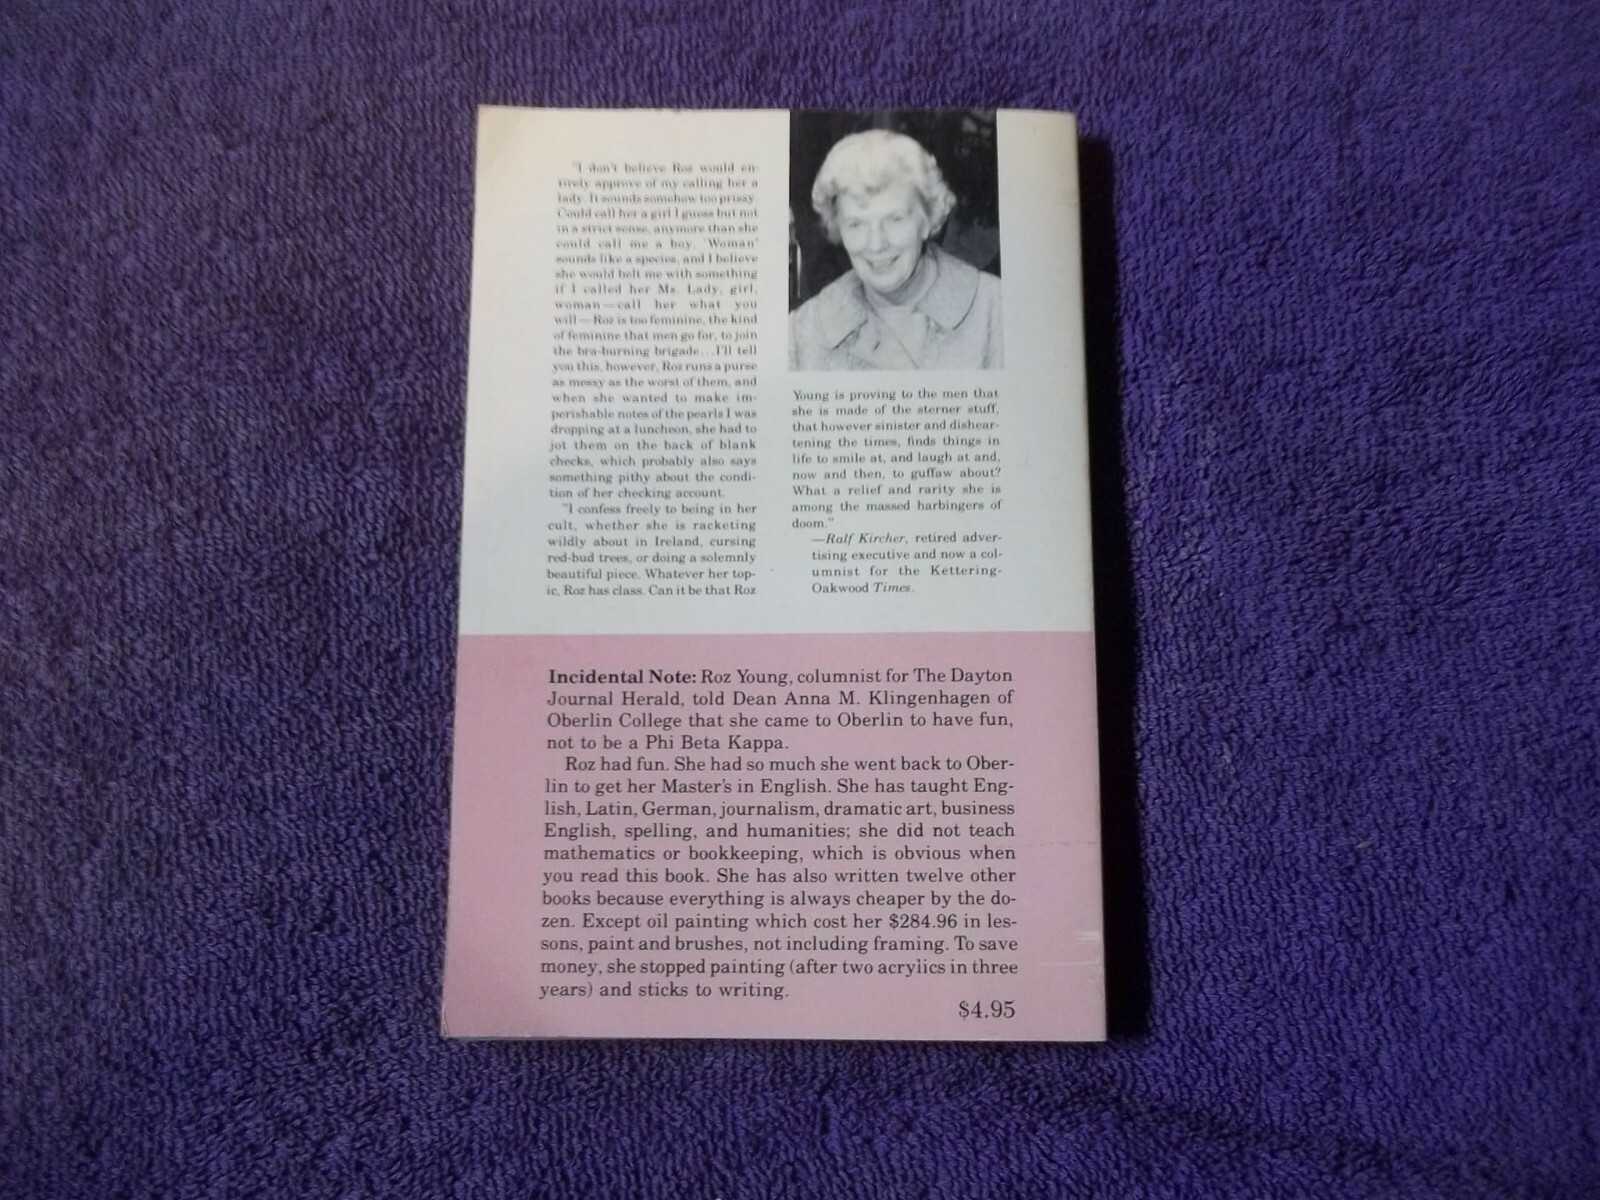 "I don't believe Roz would en-
tirely approve of my calling her a
lady. It sounds somehow too prissy.
Could call her a girl I guess but not
in a strict sense, anymore than she
could call me a boy. 'Woman'
sounds like a species, and I believe
she would belt me with something
if I called her Ms. Lady, girl,
woman—call her what you
will—Roz is too feminine, the kind
of feminine that men go for, to join
the bra-burning brigade...I'll tell
you this, however, Roz runs a purse
as messy as the worst of them, and
when she wanted to make im-
perishable notes of the pearls I was
dropping at a luncheon, she had to
jot them on the back of blank
checks, which probably also says
something pithy about the condi-
tion of her checking account.
"I confess freely to being in her
cult, whether she is racketing
wildly about in Ireland, cursing
red-bud trees, or doing a solemnly
beautiful piece. Whatever her top-
ic, Roz has class. Can it be that Roz
Young is proving to the men that
she is made of the sterner stuff,
that however sinister and dishear-
tening the times, finds things in
life to smile at, and laugh at and,
now and then, to guffaw about?
What a relief and rarity she is
among the massed harbingers of
doom."
—Ralf Kircher, retired adver-
tising executive and now a col-
umnist for the Kettering-
Oakwood Times.
Incidental Note: Roz Young, columnist for The Dayton
Journal Herald, told Dean Anna M. Klingenhagen of
Oberlin College that she came to Oberlin to have fun,
not to be a Phi Beta Kappa.
Roz had fun. She had so much she went back to Ober-
lin to get her Master's in English. She has taught Eng-
lish, Latin, German, journalism, dramatic art, business
English, spelling, and humanities; she did not teach
mathematics or bookkeeping, which is obvious when
you read this book. She has also written twelve other
books because everything is always cheaper by the do-
zen. Except oil painting which cost her $284.96 in les-
sons, paint and brushes, not including framing. To save
money, she stopped painting (after two acrylics in three
years) and sticks to writing.
$4.95